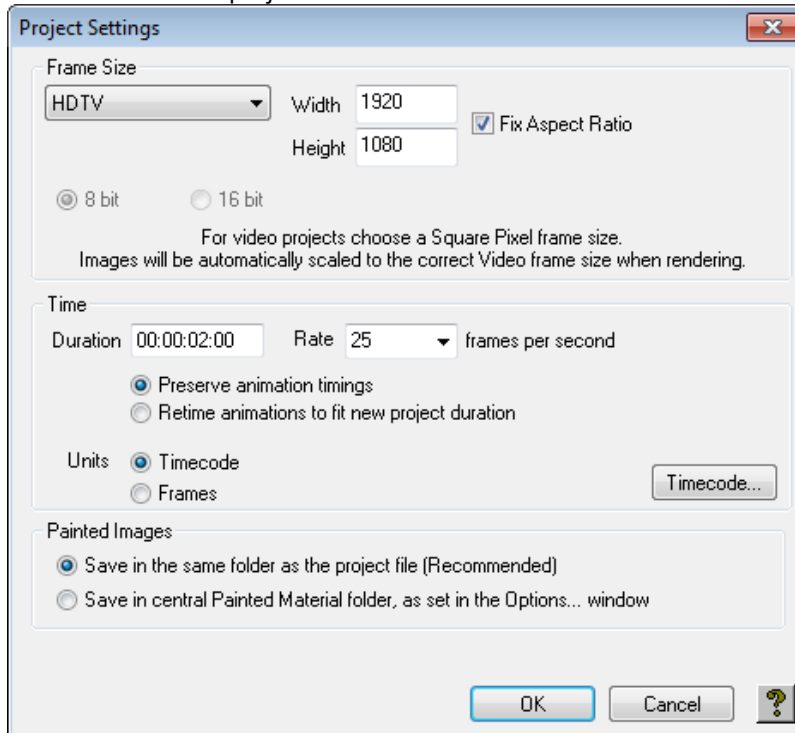 Project Settings
Frame Size
HDTV Width 1920
Fix Aspect Ratio
Height 1080
8 bit 16 bit
For video projects choose a Square Pixel frame size.
Images will be automatically scaled to the correct Video frame size when rendering.
Time
Duration 00:00:02:00 Rate 25 frames per second
Preserve animation timings
Retime animations to fit new project duration
Units Timecode
Frames
Timecode...
Painted Images
Save in the same folder as the project file (Recommended)
Save in central Painted Material folder, as set in the Options... window
OK Cancel ?